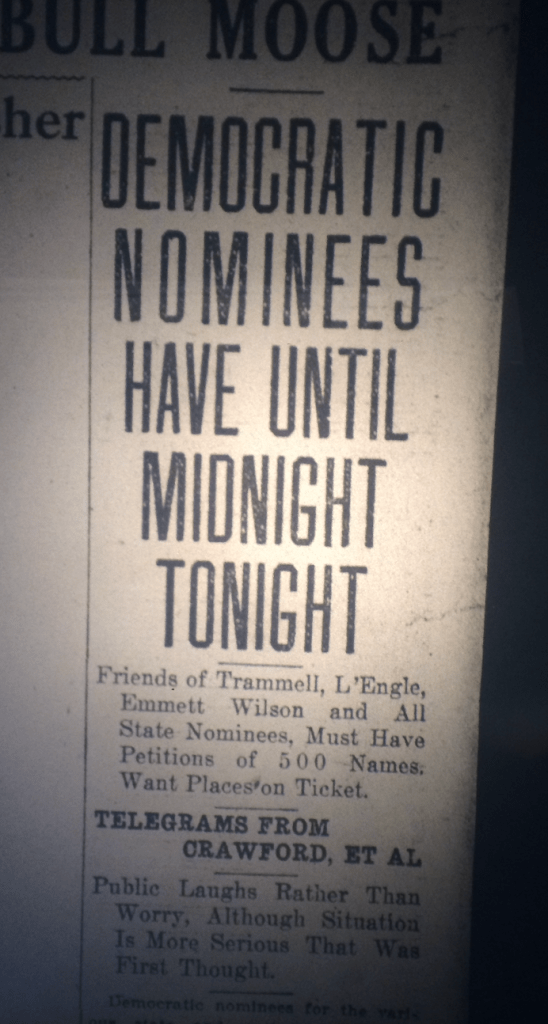 BULL MOOSE
her
DEMOCRATIC
NOMINEES
HAVE UNTIL
MIDNIGHT
TONIGHT
Friends of Trammell, L'Engle,
Emmett Wilson and All
State Nominees, Must Have
Petitions of 500 Names.
Want Places on Ticket.
TELEGRAMS FROM
CRAWFORD, ET AL
Public Laughs Rather Than
Worry, Although Situation
Is More Serious That Was
First Thought.
Democratic nominees for the vari-